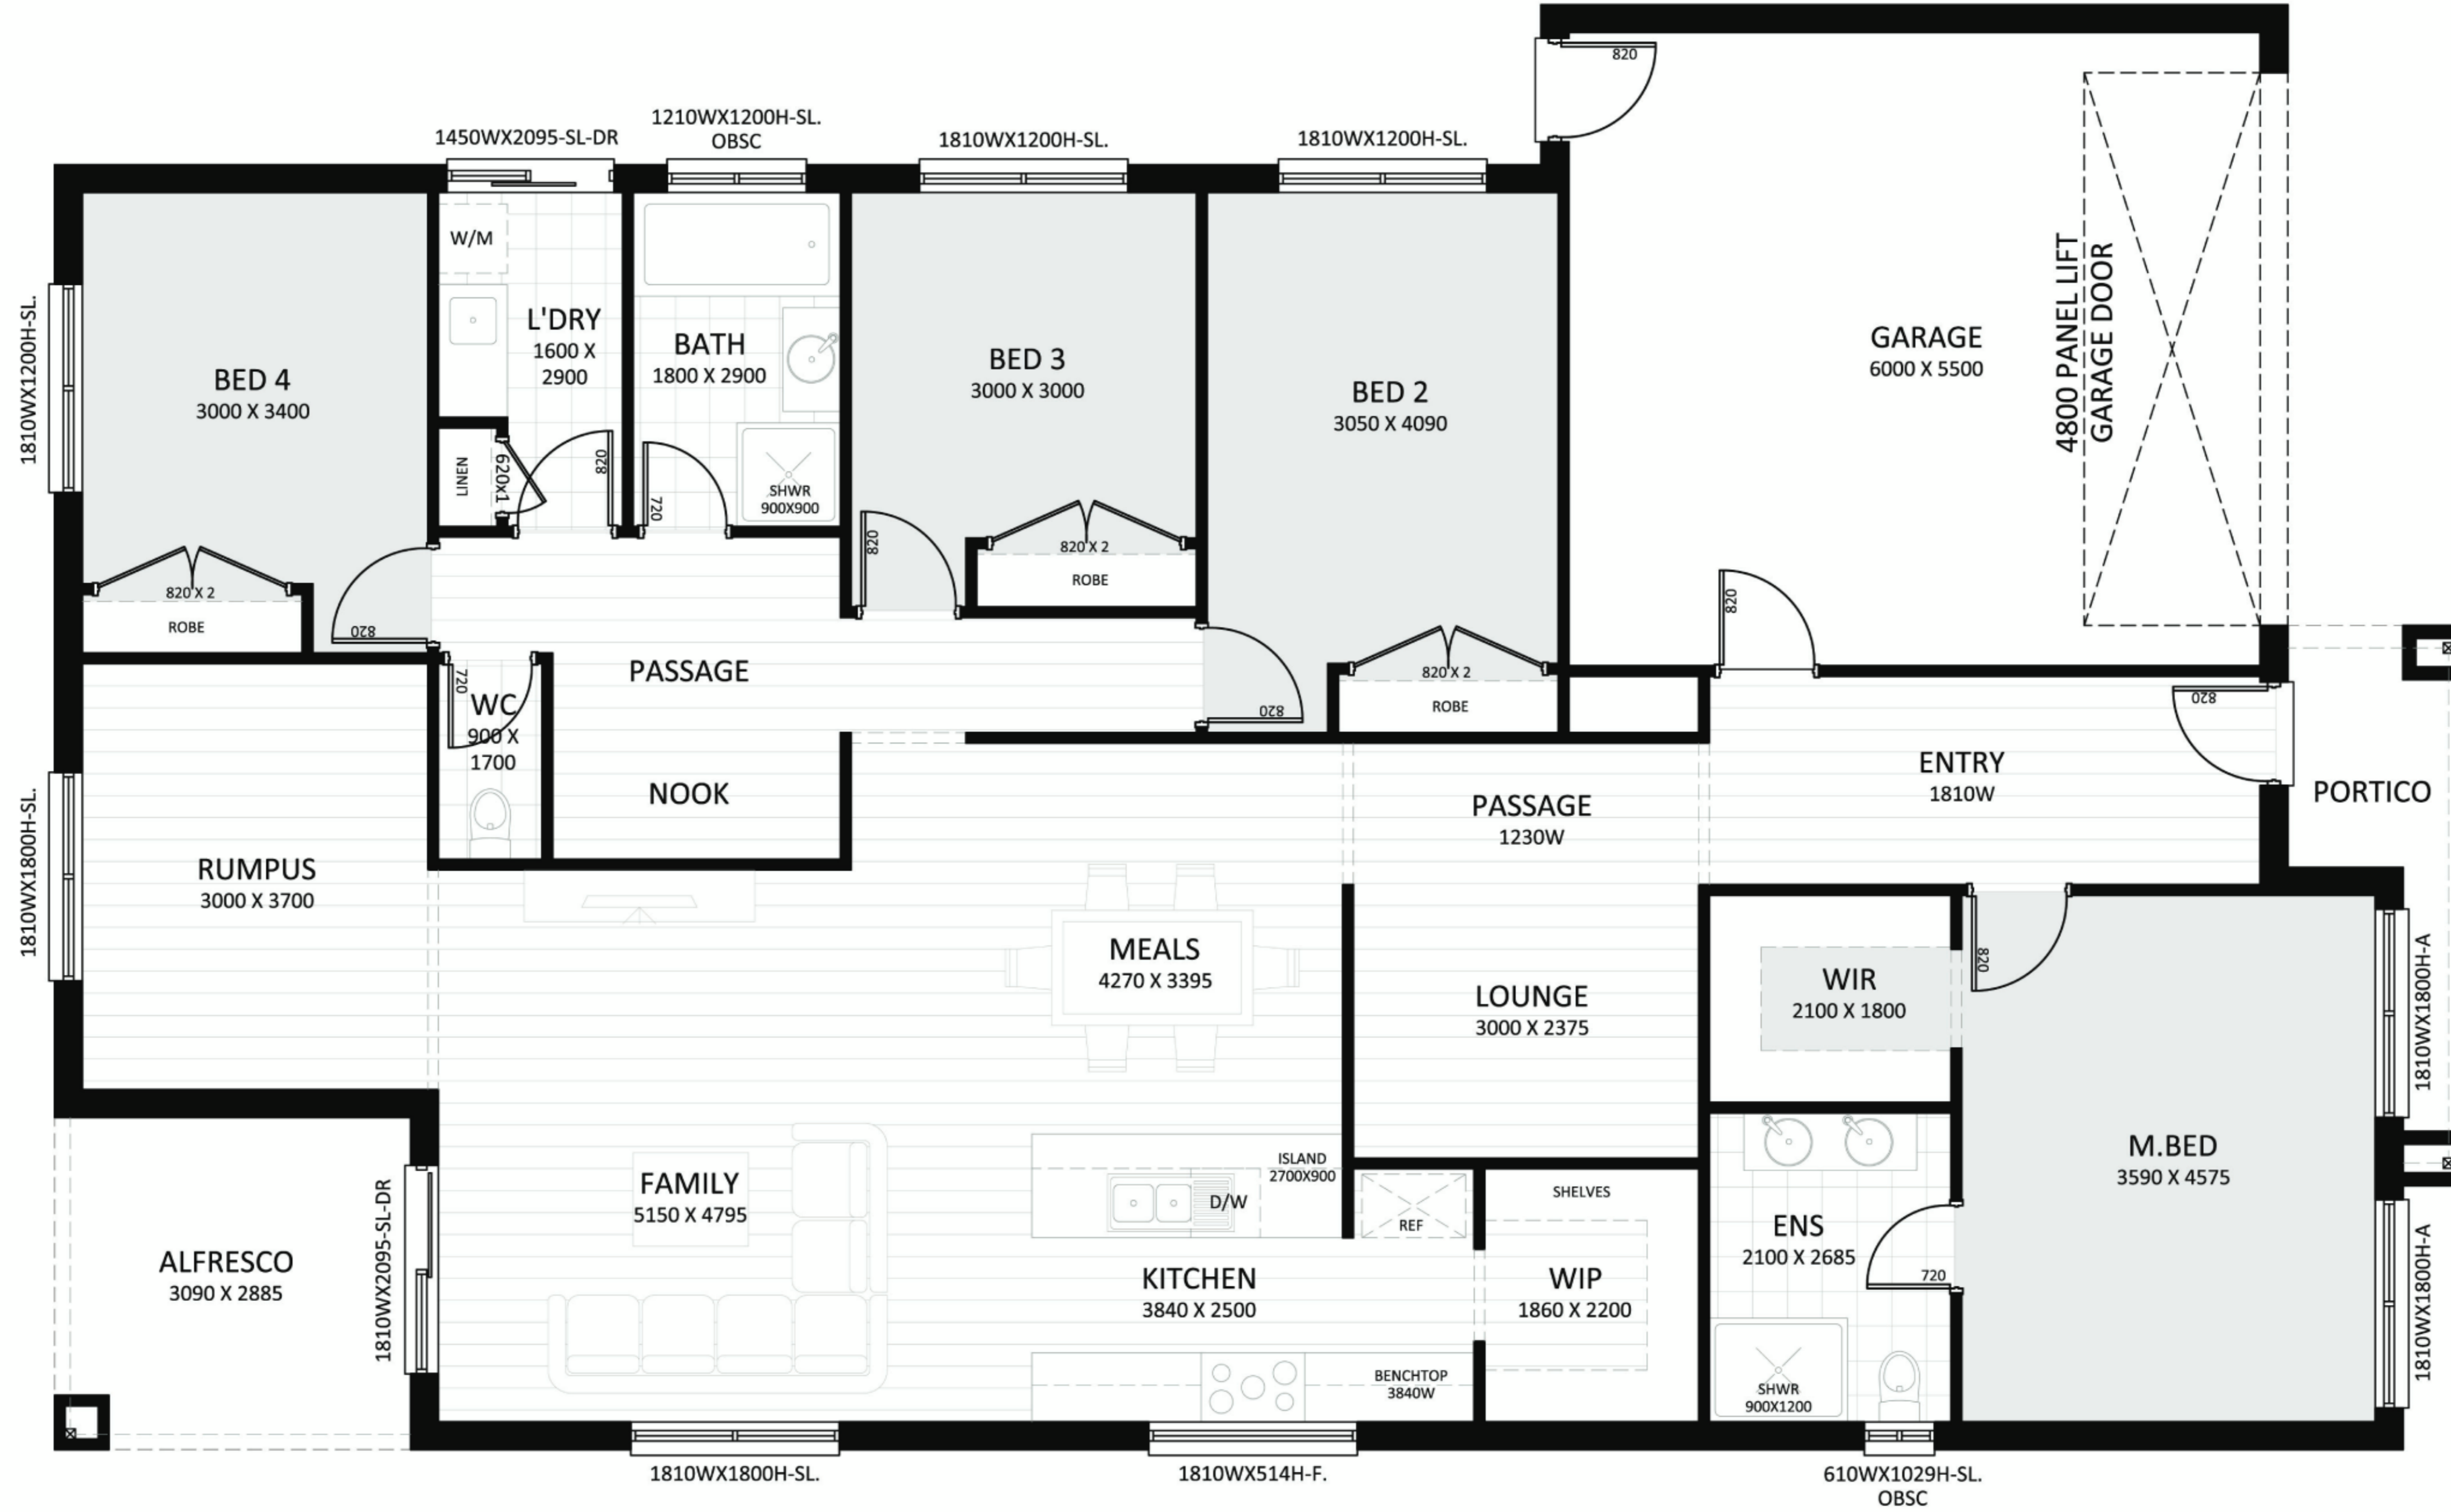 820
1210WX1200H-SL.
OBSC
1450WX2095-SL-DR
1810WX1200H-SL.
1810WX1200H-SL.
W/M
L'DRY
1600 X
2900
BATH
1800 X 2900
BED 3
3000 X 3000
BED 2
3050 X 4090
GARAGE
6000 X 5500
4800 PANEL LIFT
GARAGE DOOR
1810WX1200H-SL.
BED 4
3000 X 3400
LINEN
620x1
820
720
SHWR
900X900
820
820 X 2
ROBE
820 X 2
ROBE
820
820
820 X 2
ROBE
820
820
PASSAGE
720
WC
900 X
1700
NOOK
ENTRY
1810W
PORTICO
PASSAGE
1230W
1810WX1800H-SL.
RUMPUS
3000 X 3700
MEALS
4270 X 3395
LOUNGE
3000 X 2375
WIR
2100 X 1800
820
1810WX1800H-A
M.BED
3590 X 4575
FAMILY
5150 X 4795
ISLAND
2700X900
D/W
REF
SHELVES
ENS
2100 X 2685
720
ALFRESCO
3090 X 2885
1810WX2095-SL-DR
KITCHEN
3840 X 2500
WIP
1860 X 2200
1810WX1800H-A
BENCHTOP
3840W
SHWR
900X1200
1810WX1800H-SL.
1810WX514H-F.
610WX1029H-SL.
OBSC